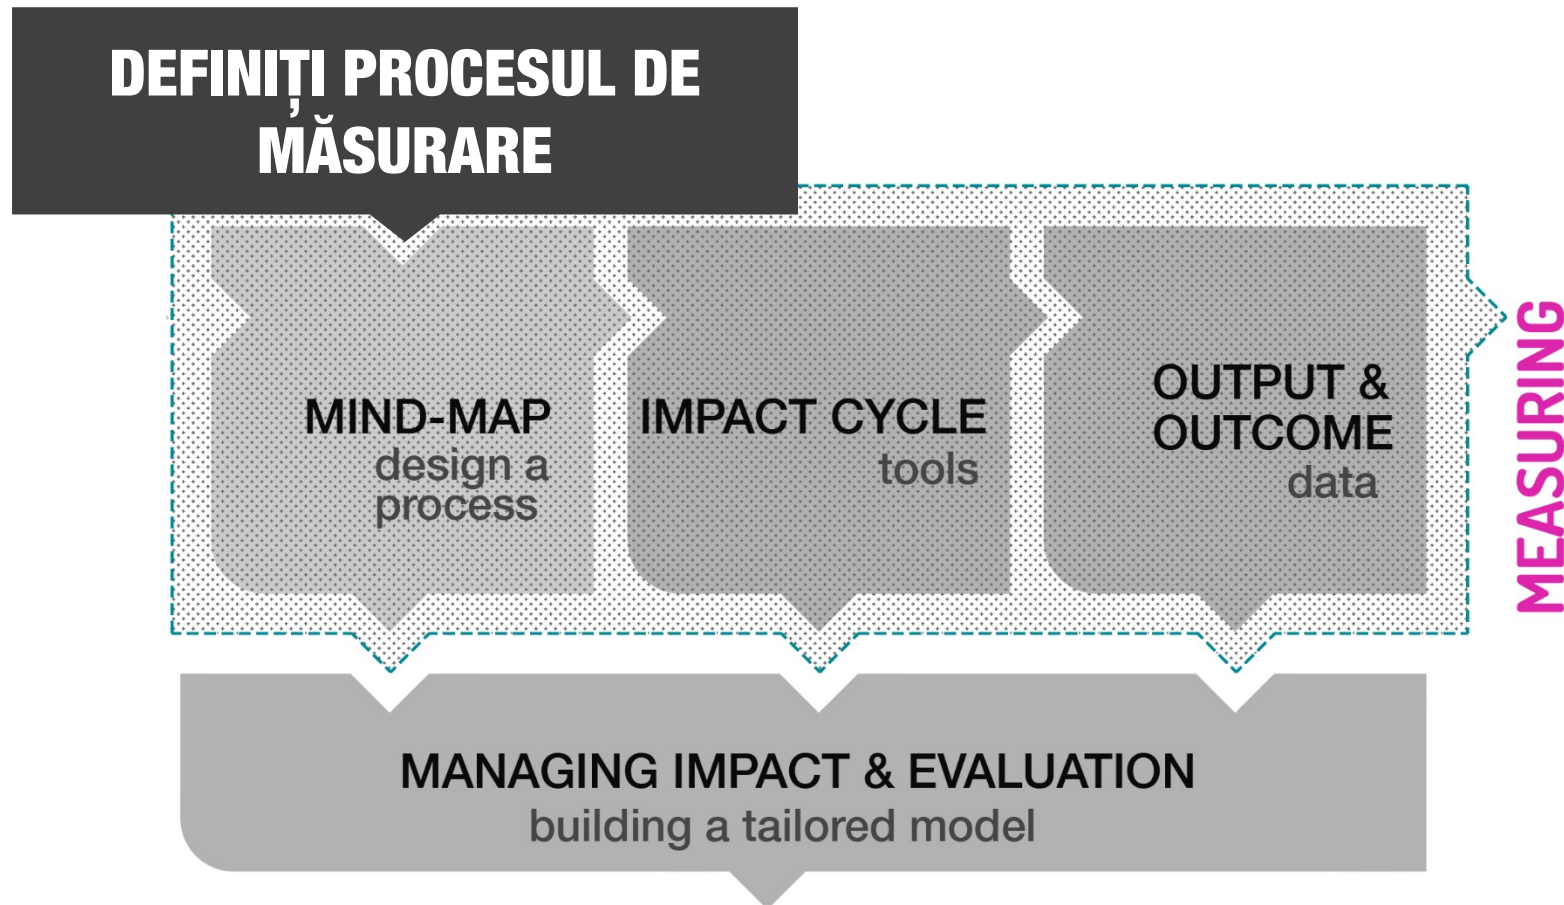 DEFINIȚI PROCESUL DE
MĂSURARE
MIND-MAP
design a
process
IMPACT CYCLE
tools
OUTPUT &
OUTCOME
data
MEASURING
MANAGING IMPACT & EVALUATION
building a tailored model